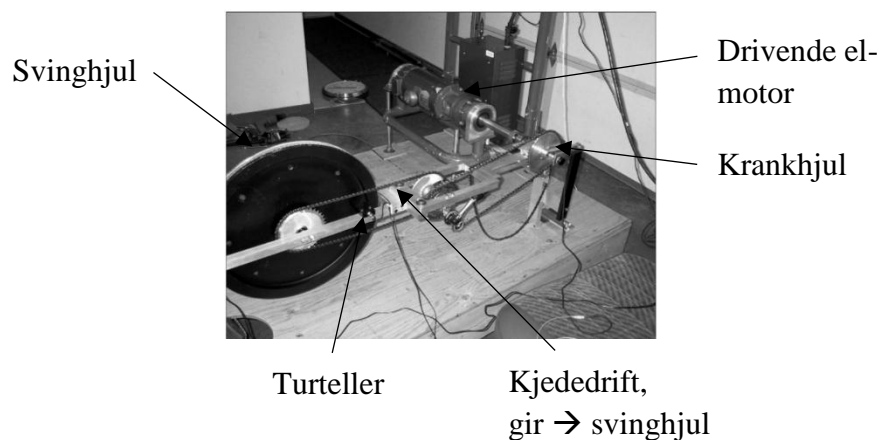 Svinghjul
Drivende el-
motor
Krankhjul
Turteller
Kjededrift,
gir → svinghjul